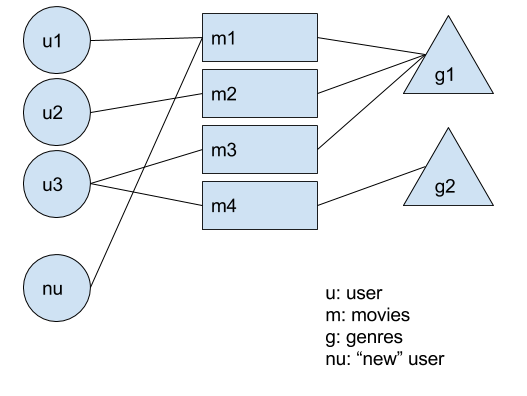 u1
m1
g1
u2
m2
u3
m3
m4
g2
nu
u: user
m: movies
g: genres
nu: “new” user